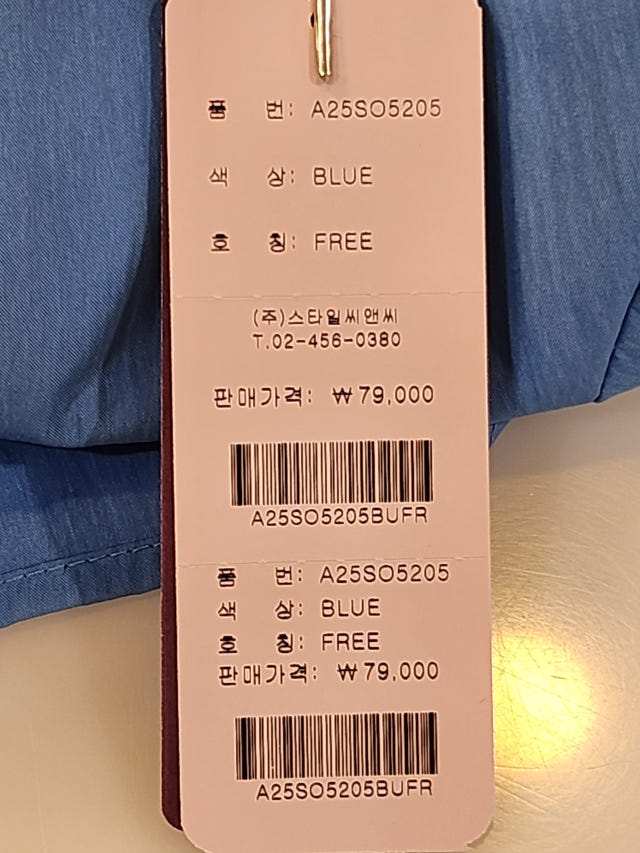 품 번: A25SO5205
색 상: BLUE
호 칭: FREE
(주)스타일씨앤씨
T.02-456-0380
판매가격: ₩79,000
A25SO5205BUFR
품 번: A25SO5205
색 상: BLUE
호 칭: FREE
판매가격: ₩79,000
A25SO5205BUFR